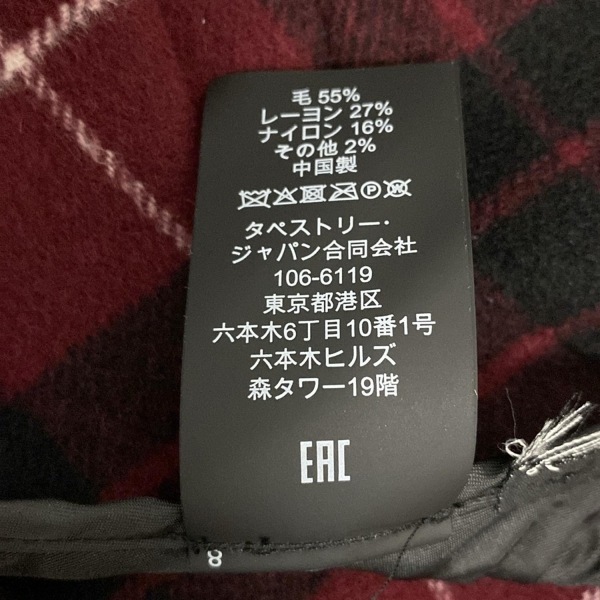 毛 55%
レーヨン 27%
ナイロン 16%
その他 2%
中国製
P W
タペストリー・
ジャパン合同会社
106-6119
東京都港区
六本木6丁目10番1号
六本木ヒルズ
森タワー19階
EAC
8